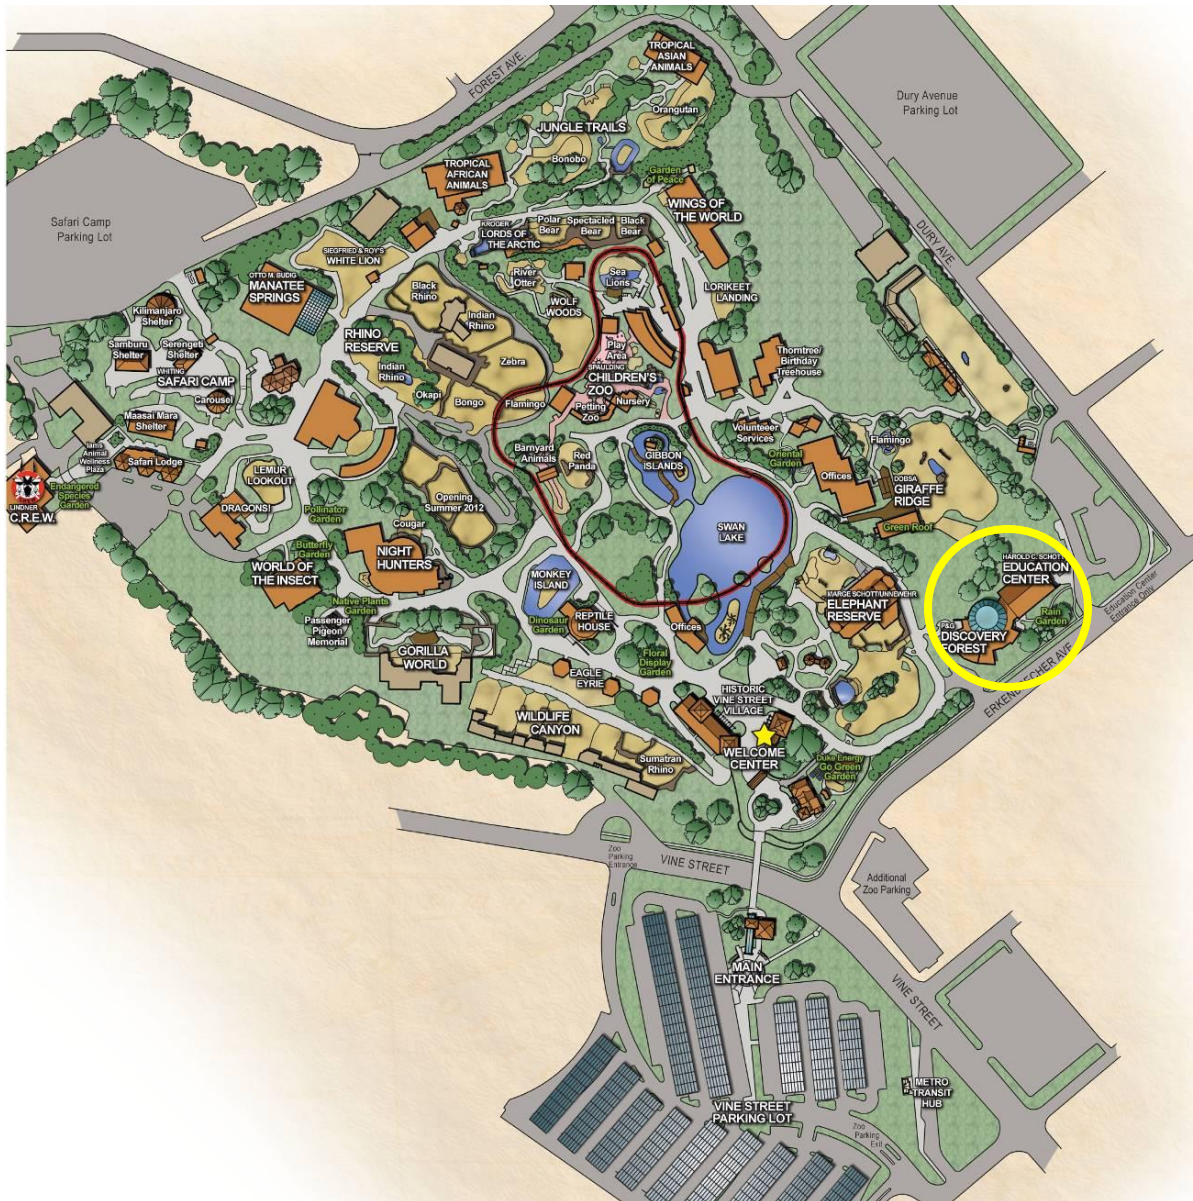 TROPICAL
ASIAN
ANIMALS
FOREST AVE.
Dury Avenue
Parking Lot
Orangutan
JUNGLE TRAILS
Bonobo
TROPICAL
AFRICAN
ANIMALS
Garden
of Peace
WINGS OF
THE WORLD
Safari Camp
Parking Lot
KROGER
LORDS OF
THE ARCTIC
Polar
Bear
Spectacled
Bear
Black
Bear
DURY AVE.
SIEGFRIED & ROY'S
WHITE LION
OTTO M. BUDIG
MANATEE
SPRINGS
Black
Rhino
River
Otter
Sea
Lions
LORIKEET
LANDING
WOLF
WOODS
Kilimanjaro
Shelter
Indian
Rhino
RHINO
RESERVE
Samburu
Shelter
Serengeti
Shelter
Play
Area
Zebra
Thorntree/
Birthday
Treehouse
WHITING
SAFARI CAMP
Indian
Rhino
SPAULDING
CHILDREN'S
ZOO
Carousel
Okapi
Bongo
Flamingo
Petting
Zoo
Nursery
Maasai Mara
Shelter
Volunteeer
Services
Iams
Animal
Wellness
Plaza
Safari Lodge
Barnyard
Animals
Red
Panda
GIBBON
ISLANDS
Oriental
Garden
Flamingo
LEMUR
LOOKOUT
Offices
DOBSA
GIRAFFE
RIDGE
LINDNER
C.R.E.W.
Endangered
Species
Garden
DRAGONS!
Pollinator
Garden
Opening
Summer 2012
Cougar
SWAN
LAKE
Green Roof
Butterfly
Garden
NIGHT
HUNTERS
WORLD OF
THE INSECT
HAROLD C. SCHOTT
EDUCATION
CENTER
MONKEY
ISLAND
MARGE SCHOTT/UNNEWEHR
ELEPHANT
RESERVE
Education Center
Entrance Only
Native Plants
Garden
Passenger
Pigeon
Memorial
Dinosaur
Garden
REPTILE
HOUSE
Offices
Rain
Garden
P&G
DISCOVERY
FOREST
GORILLA
WORLD
Floral
Display
Garden
EAGLE
EYRIE
ERKENBRECHER AVE.
HISTORIC
VINE STREET
VILLAGE
WILDLIFE
CANYON
Sumatran
Rhino
WELCOME
CENTER
Duke Energy
Go Green
Garden
Zoo
Parking
Entrance
VINE STREET
Additional
Zoo Parking
MAIN
ENTRANCE
VINE STREET
METRO
TRANSIT
HUB
VINE STREET
PARKING LOT
Zoo
Parking
Exit